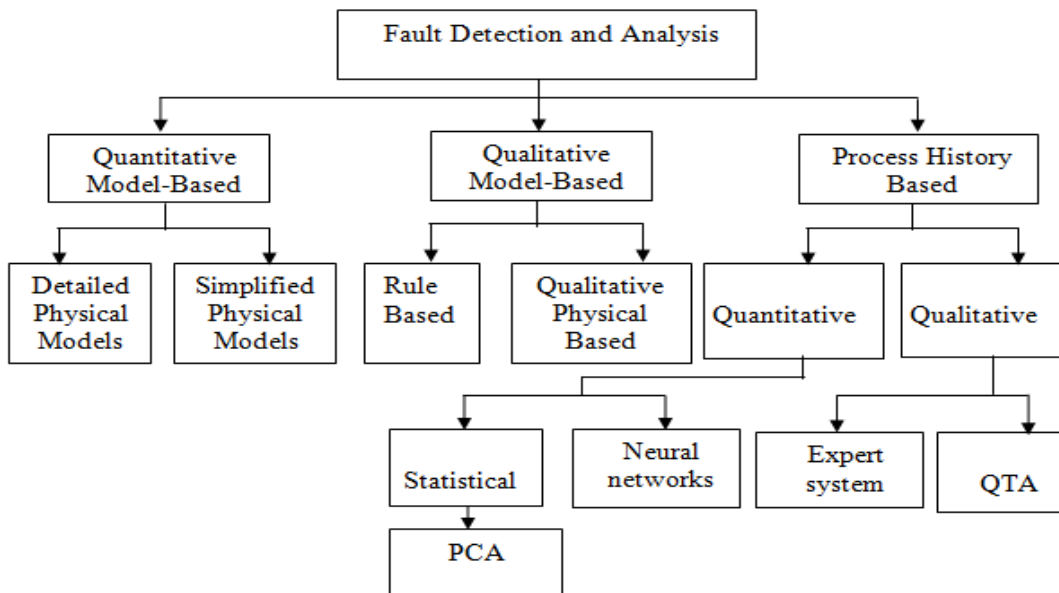 Fault Detection and Analysis
Quantitative
Model-Based
Qualitative
Model-Based
Process History
Based
Detailed
Physical
Models
Simplified
Physical
Models
Rule
Based
Qualitative
Physical
Based
Quantitative
Qualitative
Statistical
Neural
networks
Expert
system
QTA
PCA